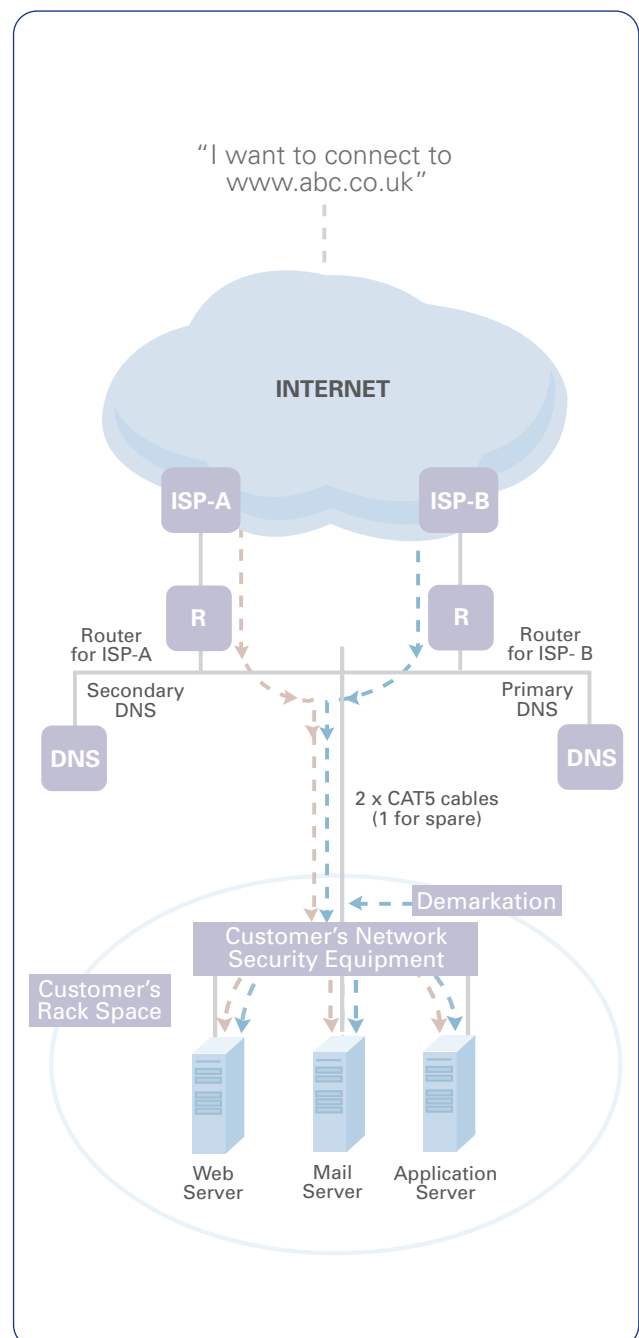 “I want to connect to
www.abc.co.uk”
INTERNET
ISP-A
ISP-B
R
R
Router
for ISP-A
Router
for ISP- B
Secondary
DNS
Primary
DNS
DNS
DNS
2 x CAT5 cables
(1 for spare)
Demarkation
Customer’s Network
Security Equipment
Customer’s
Rack Space
Web
Server
Mail
Server
Application
Server